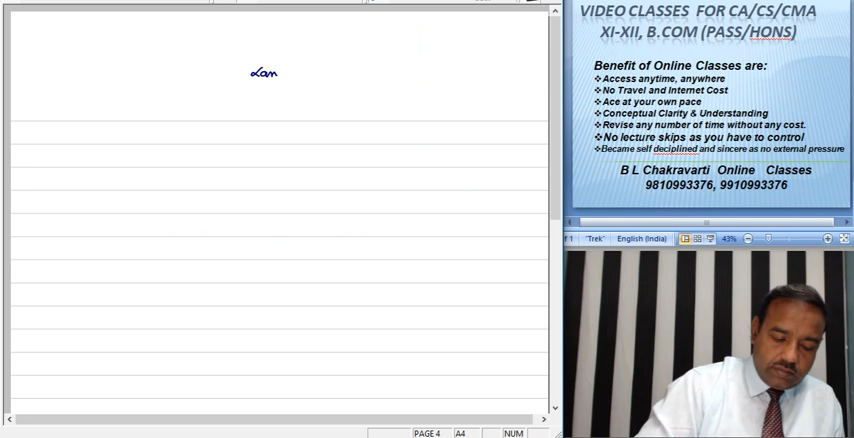 Lan
VIDEO CLASSES FOR CA/CS/CMA
XI-XII, B.COM (PASS/HONS)
Benefit of Online Classes are:
❖Access anytime, anywhere
❖No Travel and Internet Cost
❖Ace at your own pace
❖Conceptual Clarity & Understanding
❖Revise any number of time without any cost.
❖No lecture skips as you have to control
❖Became self deciplined and sincere as no external pressure
B L Chakravarti Online Classes
9810993376, 9910993376
f 1 "Trek" English (India) 43%
PAGE 4 A4 NUM